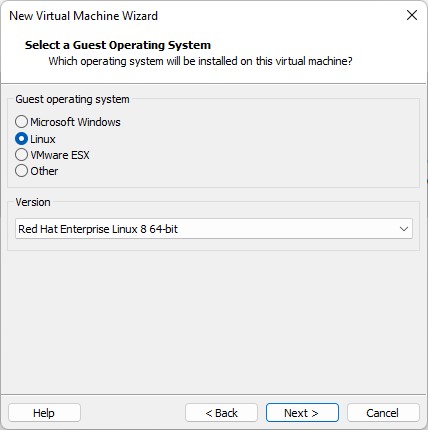 New Virtual Machine Wizard
Select a Guest Operating System
Which operating system will be installed on this virtual machine?
Guest operating system
Microsoft Windows
Linux
VMware ESX
Other
Version
Red Hat Enterprise Linux 8 64-bit
Help
< Back
Next >
Cancel